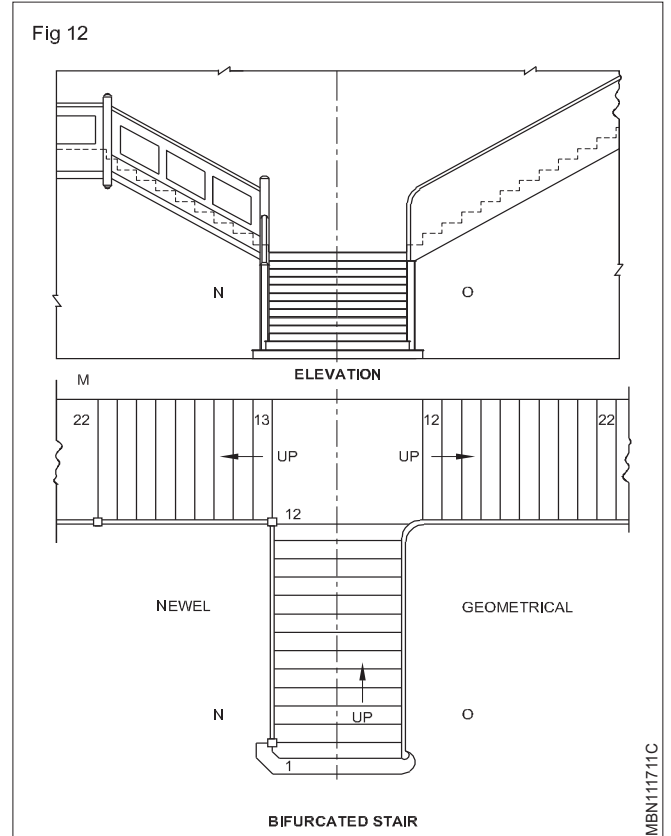 Fig 12
N O
ELEVATION
M
22 13 12 22
UP UP
12
NEWEL GEOMETRICAL
N UP O
1
BIFURCATED STAIR
MBN111711C